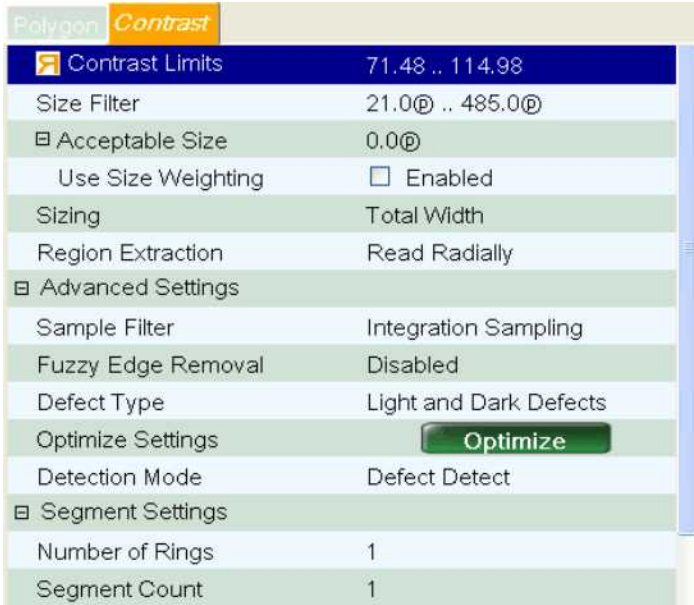 Polygon Contrast
Я Contrast Limits 71.48 .. 114.98
Size Filter 21.0ⓟ .. 485.0ⓟ
Acceptable Size 0.0ⓟ
Use Size Weighting Enabled
Sizing Total Width
Region Extraction Read Radially
Advanced Settings
Sample Filter Integration Sampling
Fuzzy Edge Removal Disabled
Defect Type Light and Dark Defects
Optimize Settings Optimize
Detection Mode Defect Detect
Segment Settings
Number of Rings 1
Segment Count 1